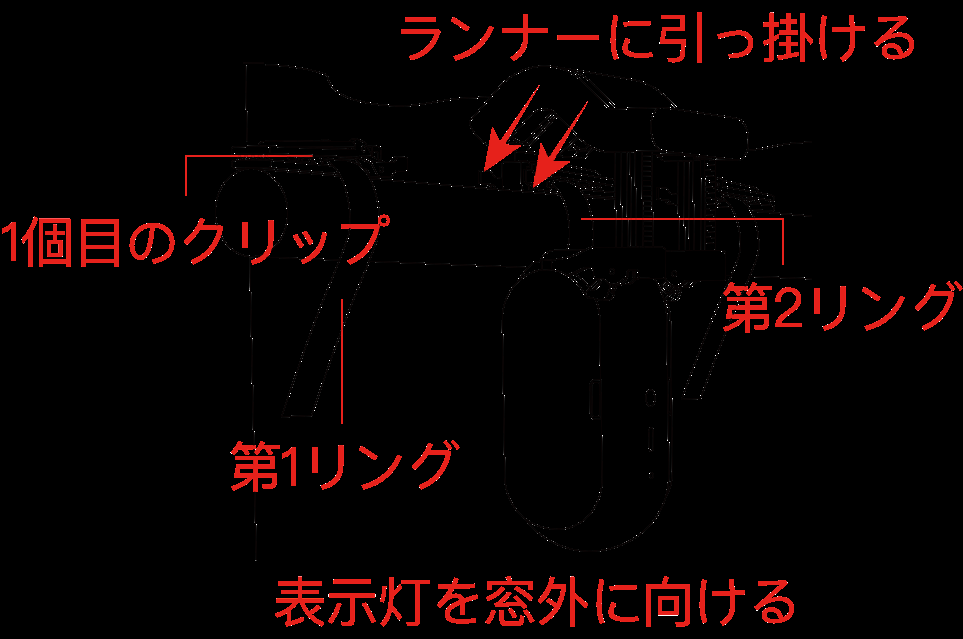 ランナーに引っ掛ける
1個目のクリップ
第2リング
第1リング
表示灯を窓外に向ける